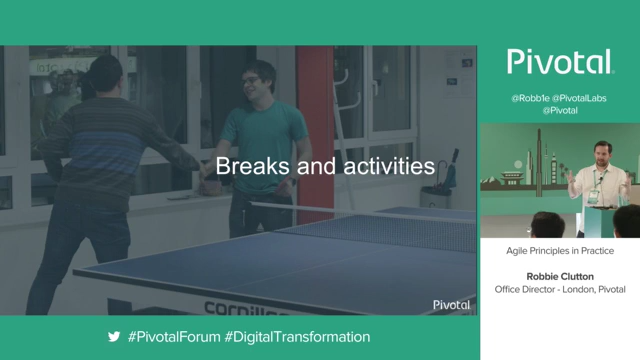 Breaks and activities
cornillea
Pivotal
#PivotalForum #DigitalTransformation
Pivotal
@Robb1e @PivotalLabs
@Pivotal
Agile Principles in Practice
Robbie Clutton
Office Director - London, Pivotal